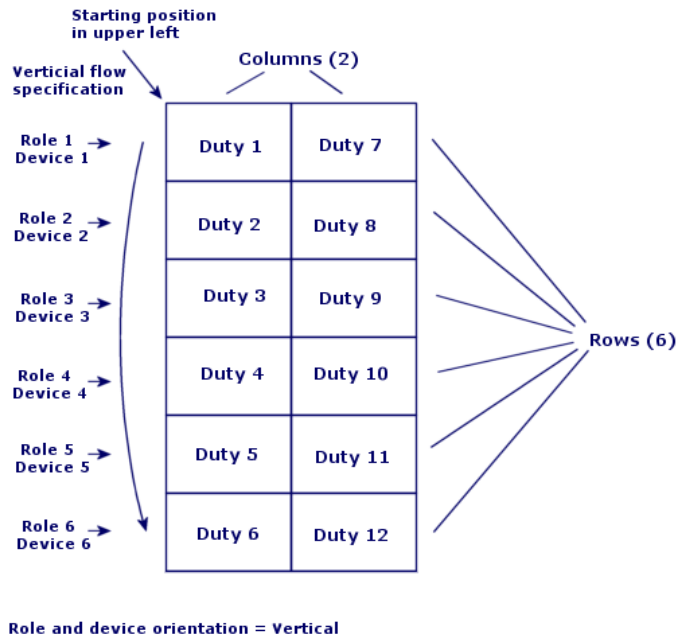 Starting position
in upper left
Columns (2)
Verticial flow
specification
Role 1
Device 1
Duty 1
Duty 7
Role 2
Device 2
Duty 2
Duty 8
Role 3
Device 3
Duty 3
Duty 9
Rows (6)
Role 4
Device 4
Duty 4
Duty 10
Role 5
Device 5
Duty 5
Duty 11
Role 6
Device 6
Duty 6
Duty 12
Role and device orientation = Vertical